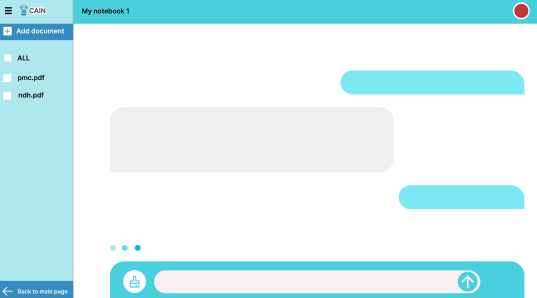 CAIN
My notebook 1
Add document
ALL
pmc.pdf
ndh.pdf
Back to main page